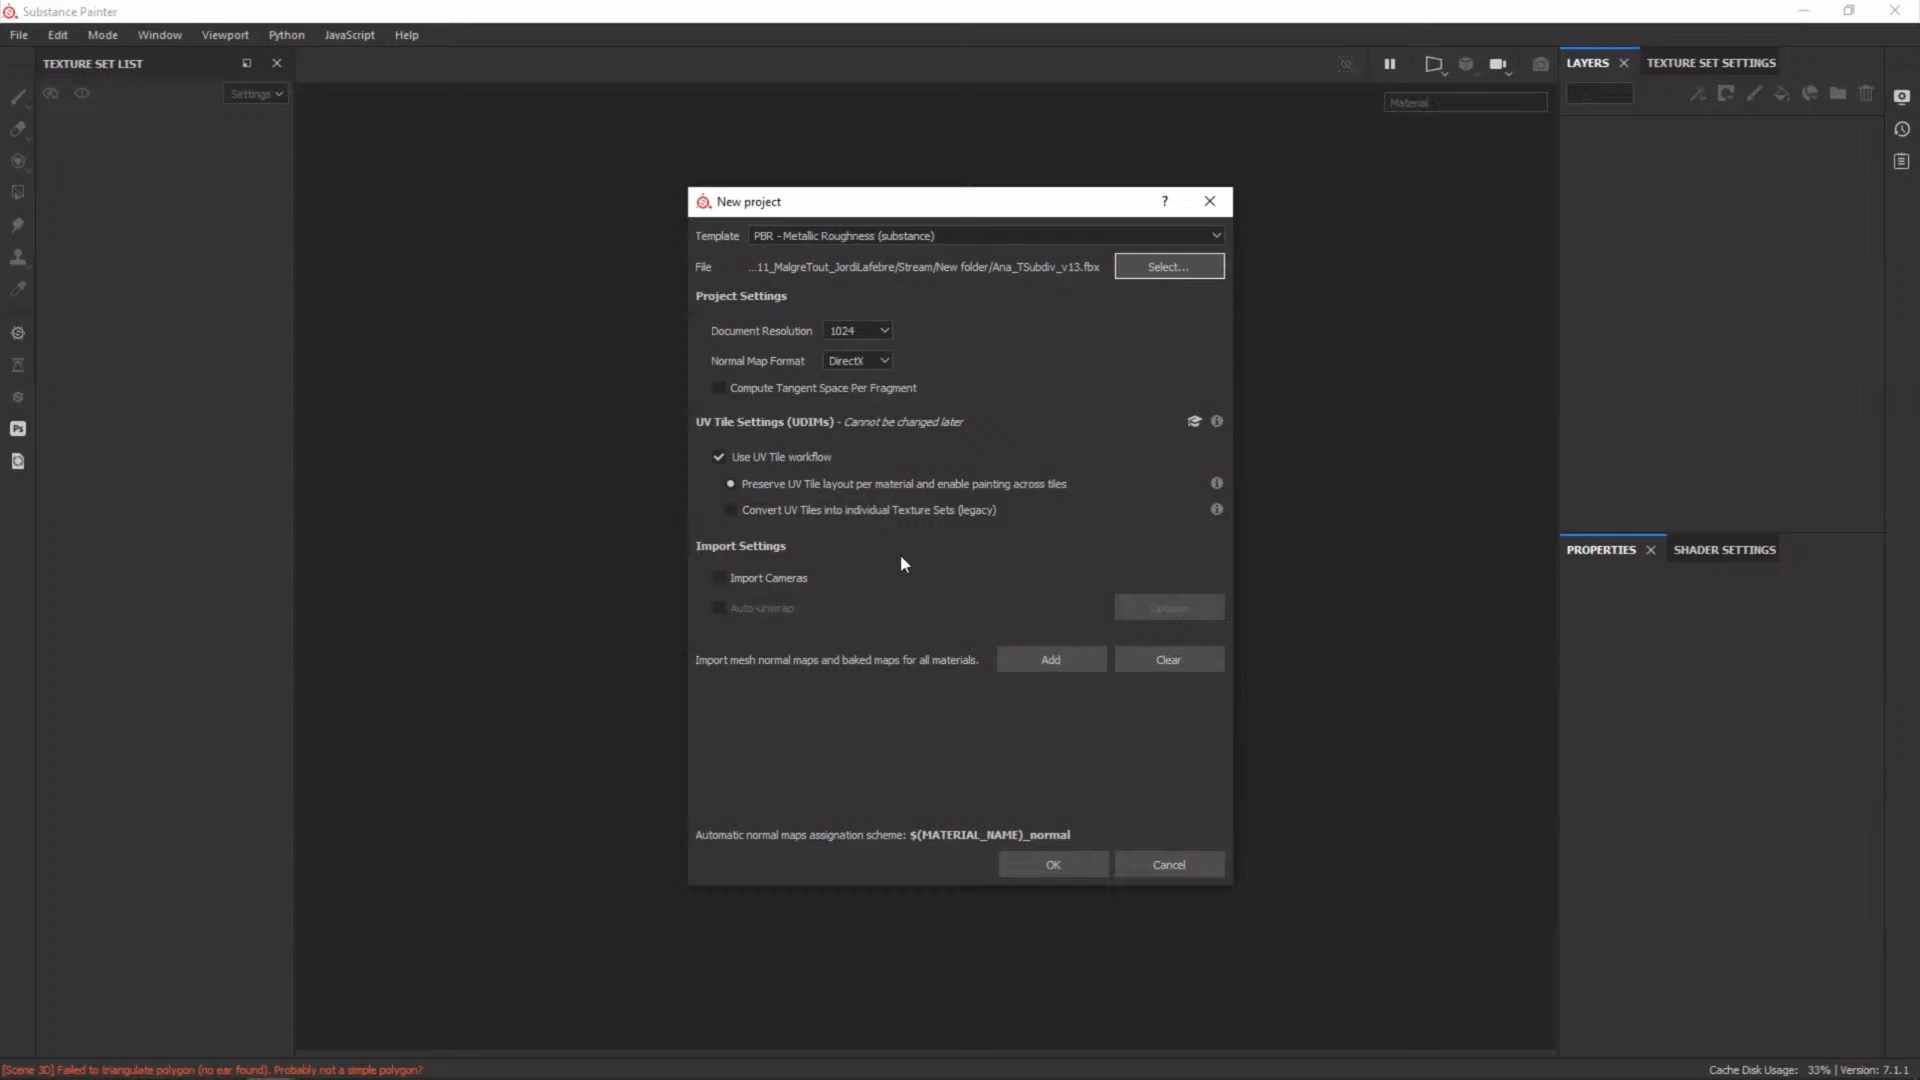 Substance Painter
File Edit Mode Window Viewport Python JavaScript Help
TEXTURE SET LIST
Settings
Material
LAYERS TEXTURE SET SETTINGS
New project
?
Template PBR - Metallic Roughness (substance)
File ...11_MalgreTout_JordiLafebre/Stream/New folder/Ana_TSubdiv_v13.fbx Select...
Project Settings
Document Resolution 1024
Normal Map Format DirectX
Compute Tangent Space Per Fragment
UV Tile Settings (UDIMs) - Cannot be changed later
Use UV Tile workflow
Preserve UV Tile layout per material and enable painting across tiles
Convert UV Tiles into individual Texture Sets (legacy)
Import Settings
Import Cameras
Auto-unwrap Options
Import mesh normal maps and baked maps for all materials. Add Clear
Automatic normal maps assignation scheme: $(MATERIAL_NAME)_normal
OK Cancel
PROPERTIES SHADER SETTINGS
Ps
[Scene 3D] Failed to triangulate polygon (no ear found). Probably not a simple polygon?
Cache Disk Usage: 33% | Version: 7.1.1